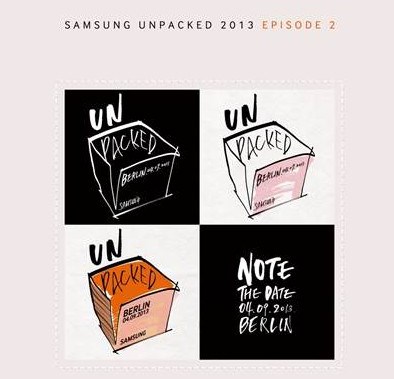 SAMSUNG UNPACKED 2013 EPISODE 2
UN
PACKED
BERLIN 04.09.2013
SAMSUNG
UN
PACKED
BERLIN 04.09.2013
SAMSUNG
UN
PACKED
BERLIN
04.09.2013
SAMSUNG
NOTE
THE DATE
04.09.2013
BERLIN